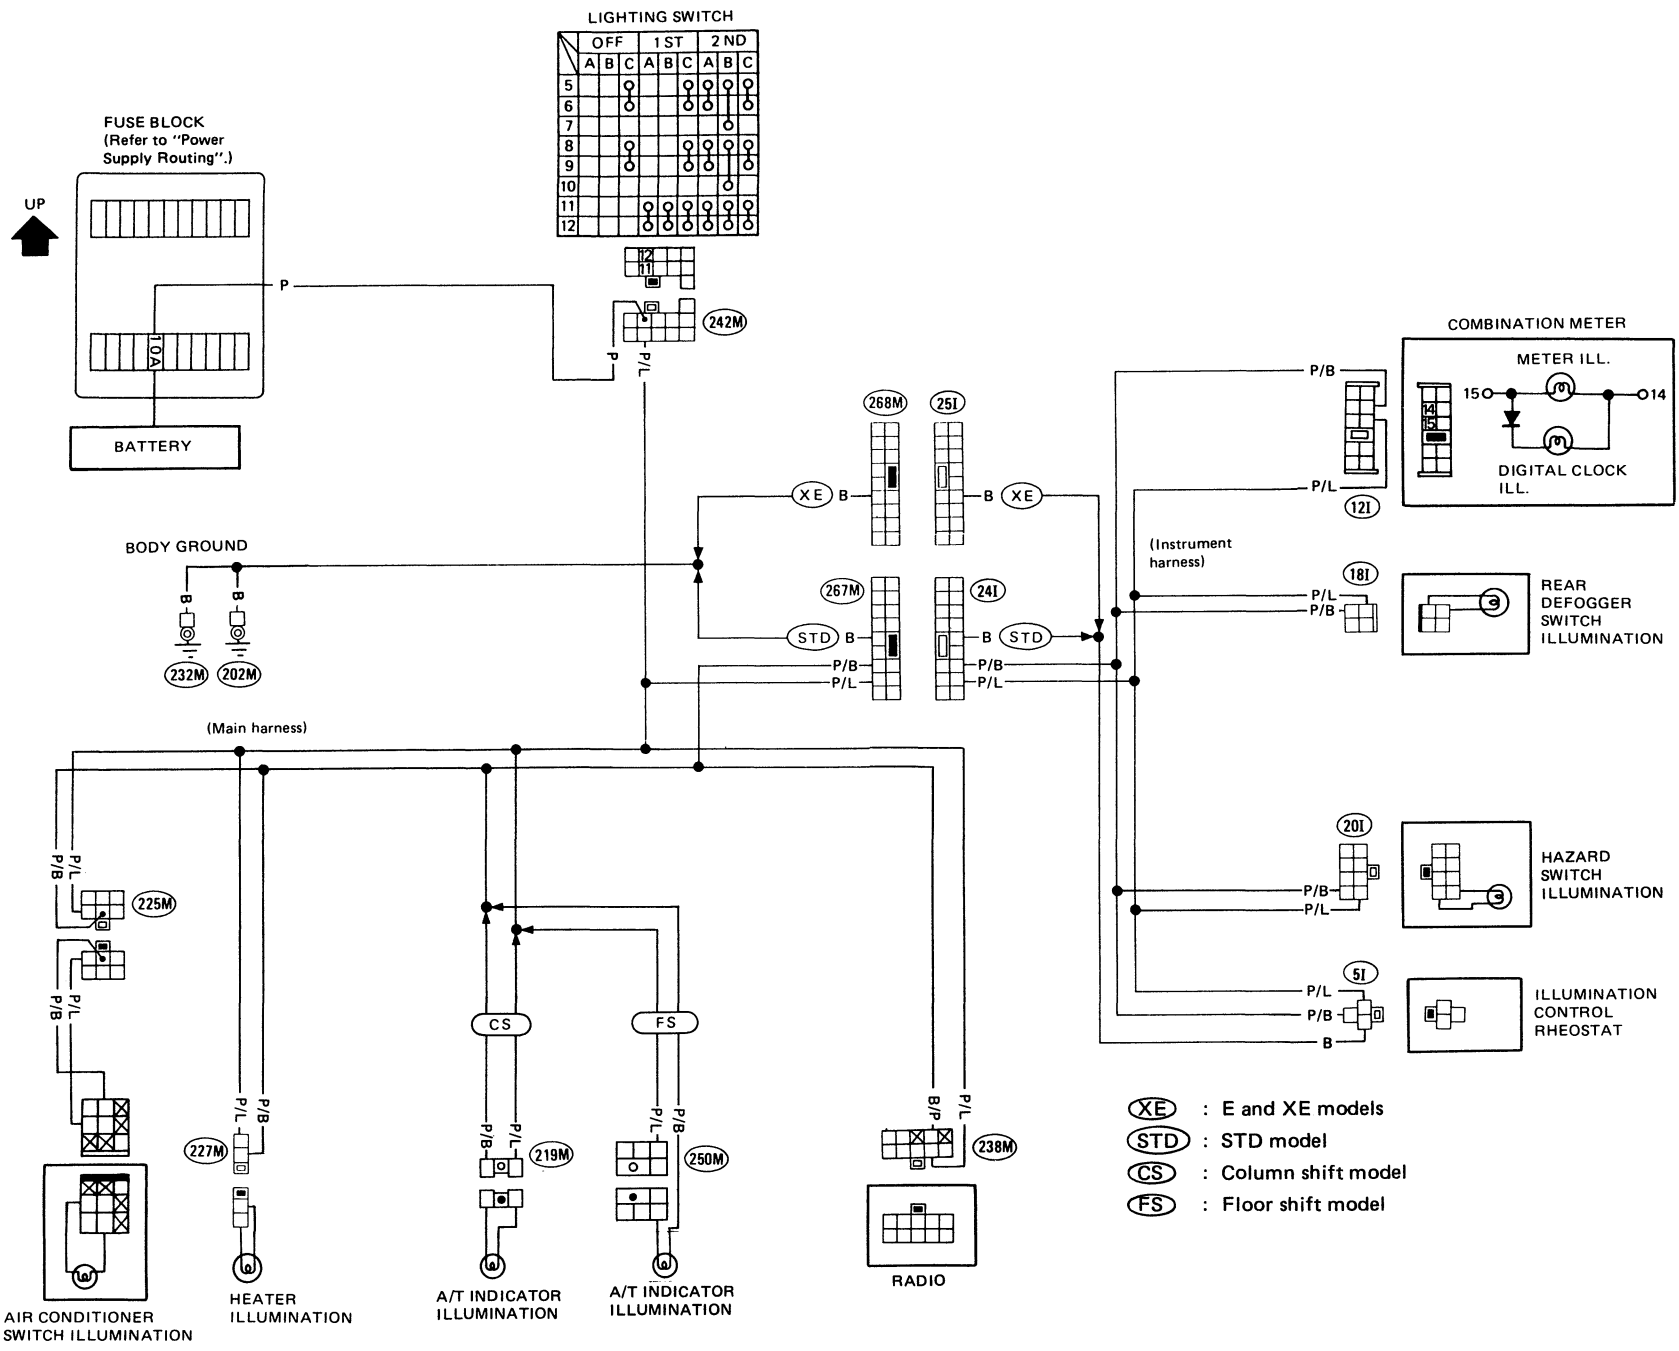 LIGHTING SWITCH
OFF 1ST 2ND
A B C A B C A B C
5
6
7
8
9
10
11
12
12
11
242M
FUSE BLOCK
(Refer to "Power
Supply Routing".)
UP
10A
P
BATTERY
P
P/L
BODY GROUND
B
B
232M
202M
268M
25I
XE B
B XE
267M
24I
STD B
B STD
P/B
P/L
P/B
P/L
COMBINATION METER
METER ILL.
15
14
14
15
DIGITAL CLOCK
ILL.
P/B
P/L
12I
(Instrument
harness)
18I
P/L
P/B
REAR
DEFOGGER
SWITCH
ILLUMINATION
20I
P/B
P/L
HAZARD
SWITCH
ILLUMINATION
5I
P/L
P/B
B
ILLUMINATION
CONTROL
RHEOSTAT
(Main harness)
P/B
P/L
225M
P/B
P/L
AIR CONDITIONER
SWITCH ILLUMINATION
P/L
P/B
227M
HEATER
ILLUMINATION
CS
P/B
P/L
219M
A/T INDICATOR
ILLUMINATION
FS
P/L
P/B
250M
A/T INDICATOR
ILLUMINATION
B/P
P/L
238M
RADIO
XE : E and XE models
STD : STD model
CS : Column shift model
FS : Floor shift model